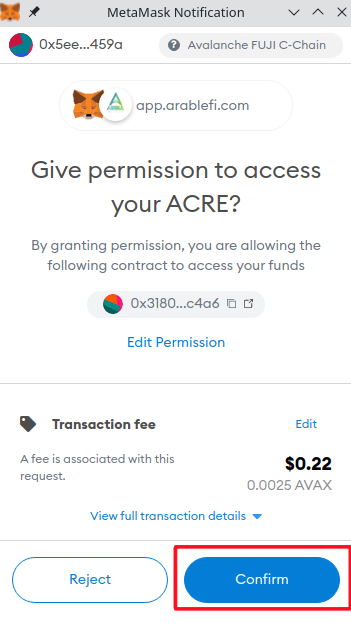 MetaMask Notification
0x5ee...459a
Avalanche FUJI C-Chain
app.arablefi.com
Give permission to access
your ACRE?
By granting permission, you are allowing the
following contract to access your funds
0x3180...c4a6
Edit Permission
Transaction fee
Edit
A fee is associated with this
request.
$0.22
0.0025 AVAX
View full transaction details
Reject
Confirm